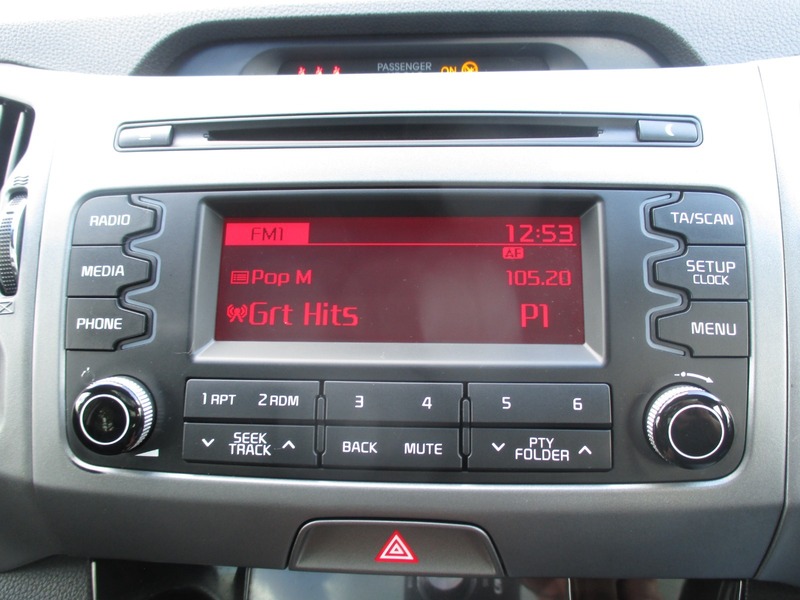 PASSENGER ON
RADIO
MEDIA
PHONE
FM1 12:53
AF
Pop M 105.20
Grt Hits P1
TA/SCAN
SETUP
CLOCK
MENU
1 RPT 2 RDM 3 4 5 6
SEEK
TRACK
BACK MUTE
PTY
FOLDER